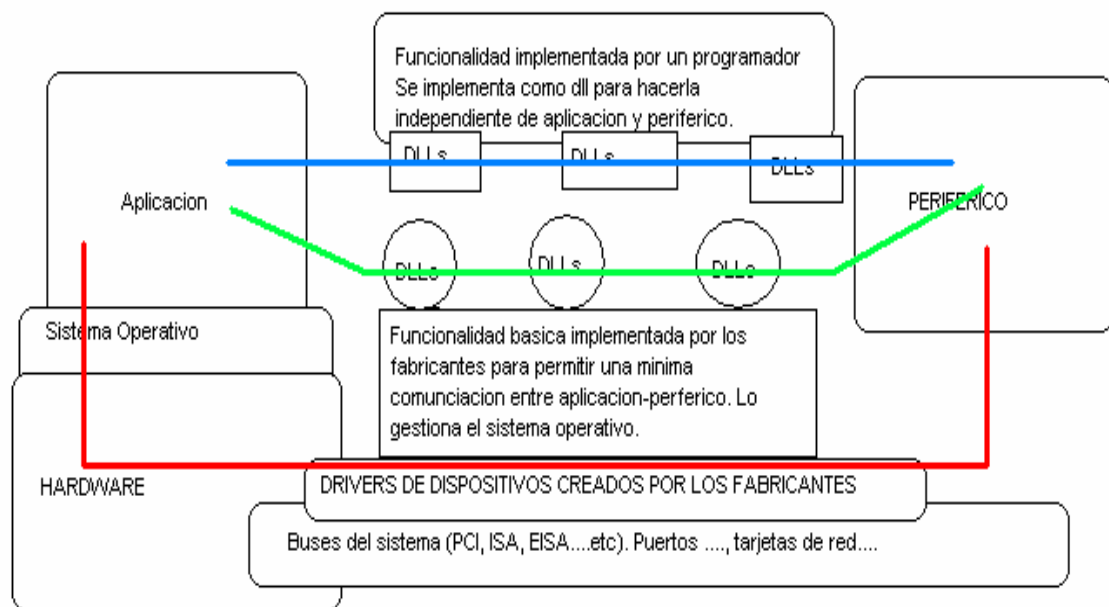 Funcionalidad implementada por un programador
Se implementa como dll para hacerla
independiente de aplicacion y periferico.
DLLs
DLLs
DLLs
Aplicacion
PERIFERICO
DLLs
DLLs
DLLs
Sistema Operativo
Funcionalidad basica implementada por los
fabricantes para permitir una minima
comunciacion entre aplicacion-perferico. Lo
gestiona el sistema operativo.
HARDWARE
DRIVERS DE DISPOSITIVOS CREADOS POR LOS FABRICANTES
Buses del sistema (PCI, ISA, EISA....etc). Puertos ...., tarjetas de red....